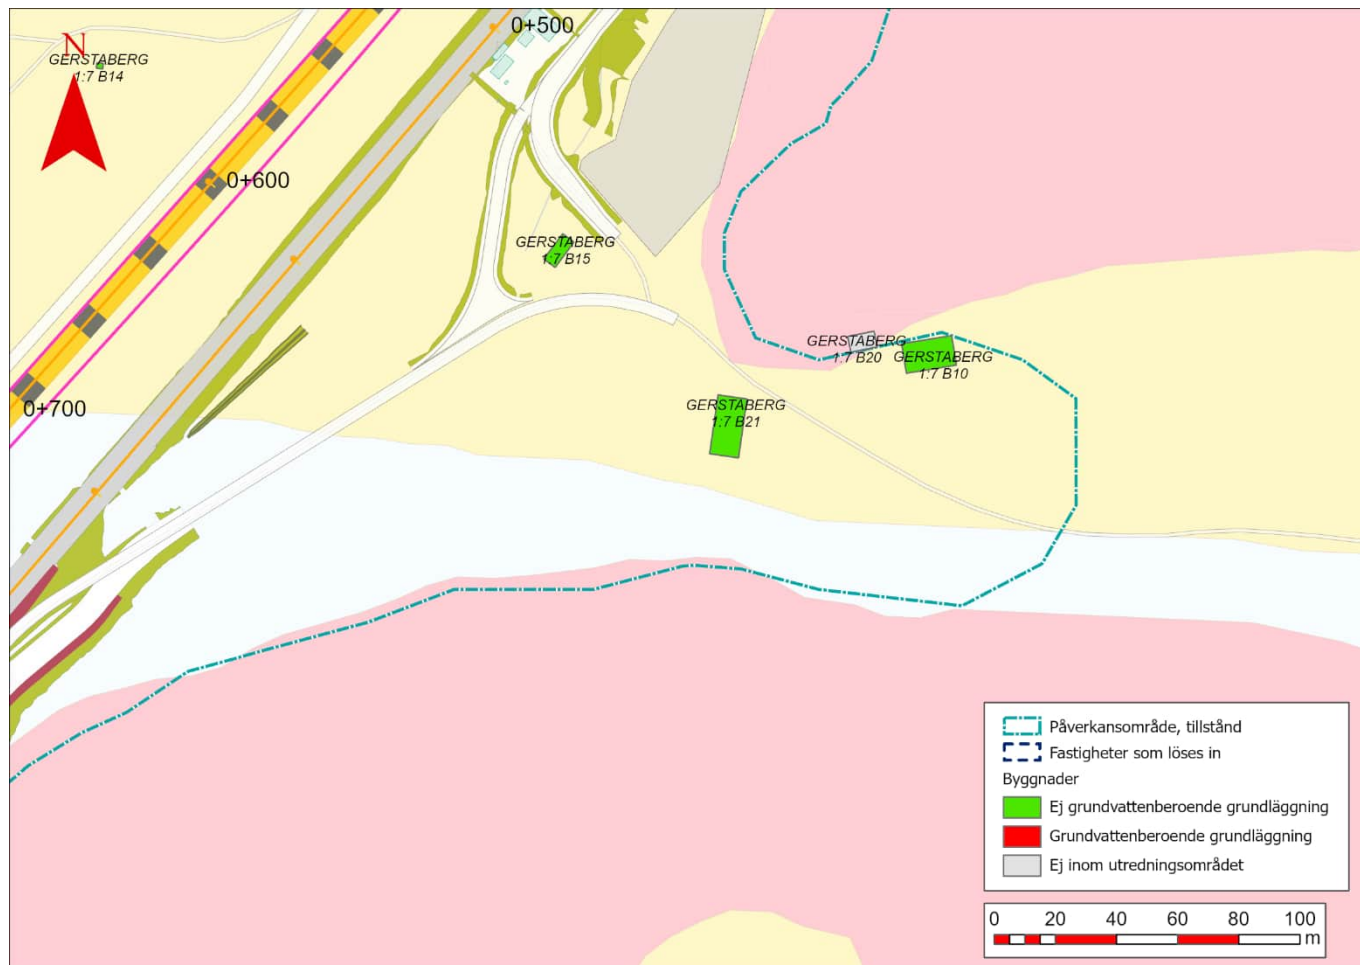 0+500
N
GERSTABERG
1:7 B14
0+600
GERSTABERG
1:7 B15
GERSTABERG
1:7 B20
GERSTABERG
1:7 B10
0+700
GERSTABERG
1:7 B21
Påverkansområde, tillstånd
Fastigheter som löses in
Byggnader
Ej grundvattenberoende grundläggning
Grundvattenberoende grundläggning
Ej inom utredningsområdet
0 20 40 60 80 100
m